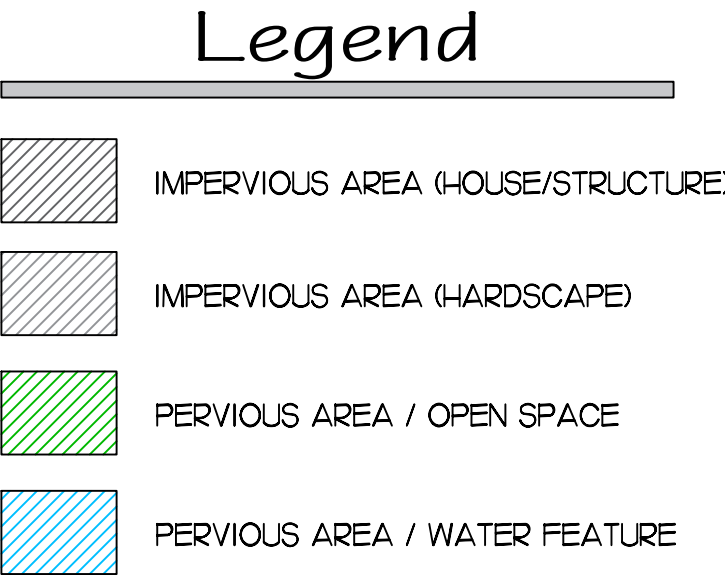 Legend
IMPERVIOUS AREA (HOUSE/STRUCTURE)
IMPERVIOUS AREA (HARDSCAPE)
PERVIOUS AREA / OPEN SPACE
PERVIOUS AREA / WATER FEATURE